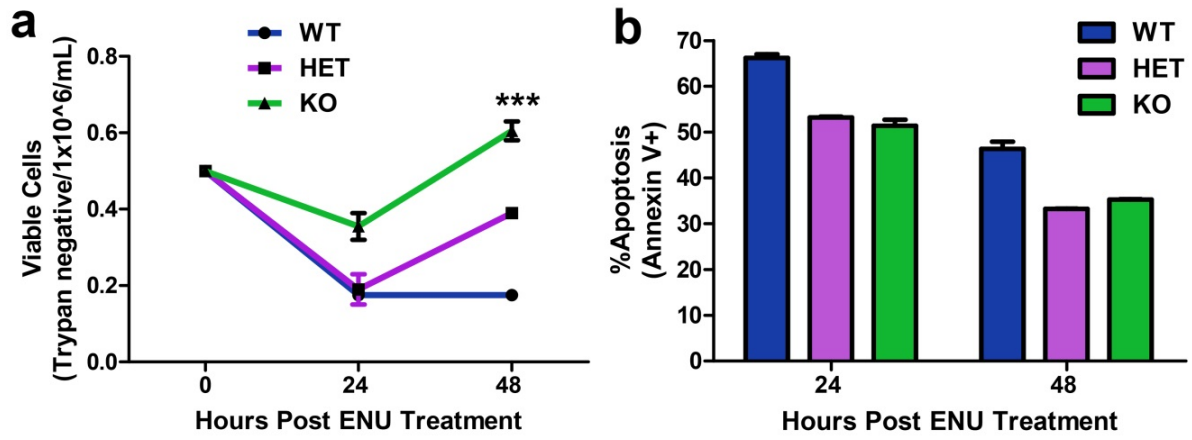 a
WT
HET
KO
***
Viable Cells
(Trypan negative/1x10^6/mL)
0.8
0.6
0.4
0.2
0.0
0 24 48
Hours Post ENU Treatment
b
WT
HET
KO
%Apoptosis
(Annexin V+)
70
60
50
40
30
20
10
0
24 48
Hours Post ENU Treatment